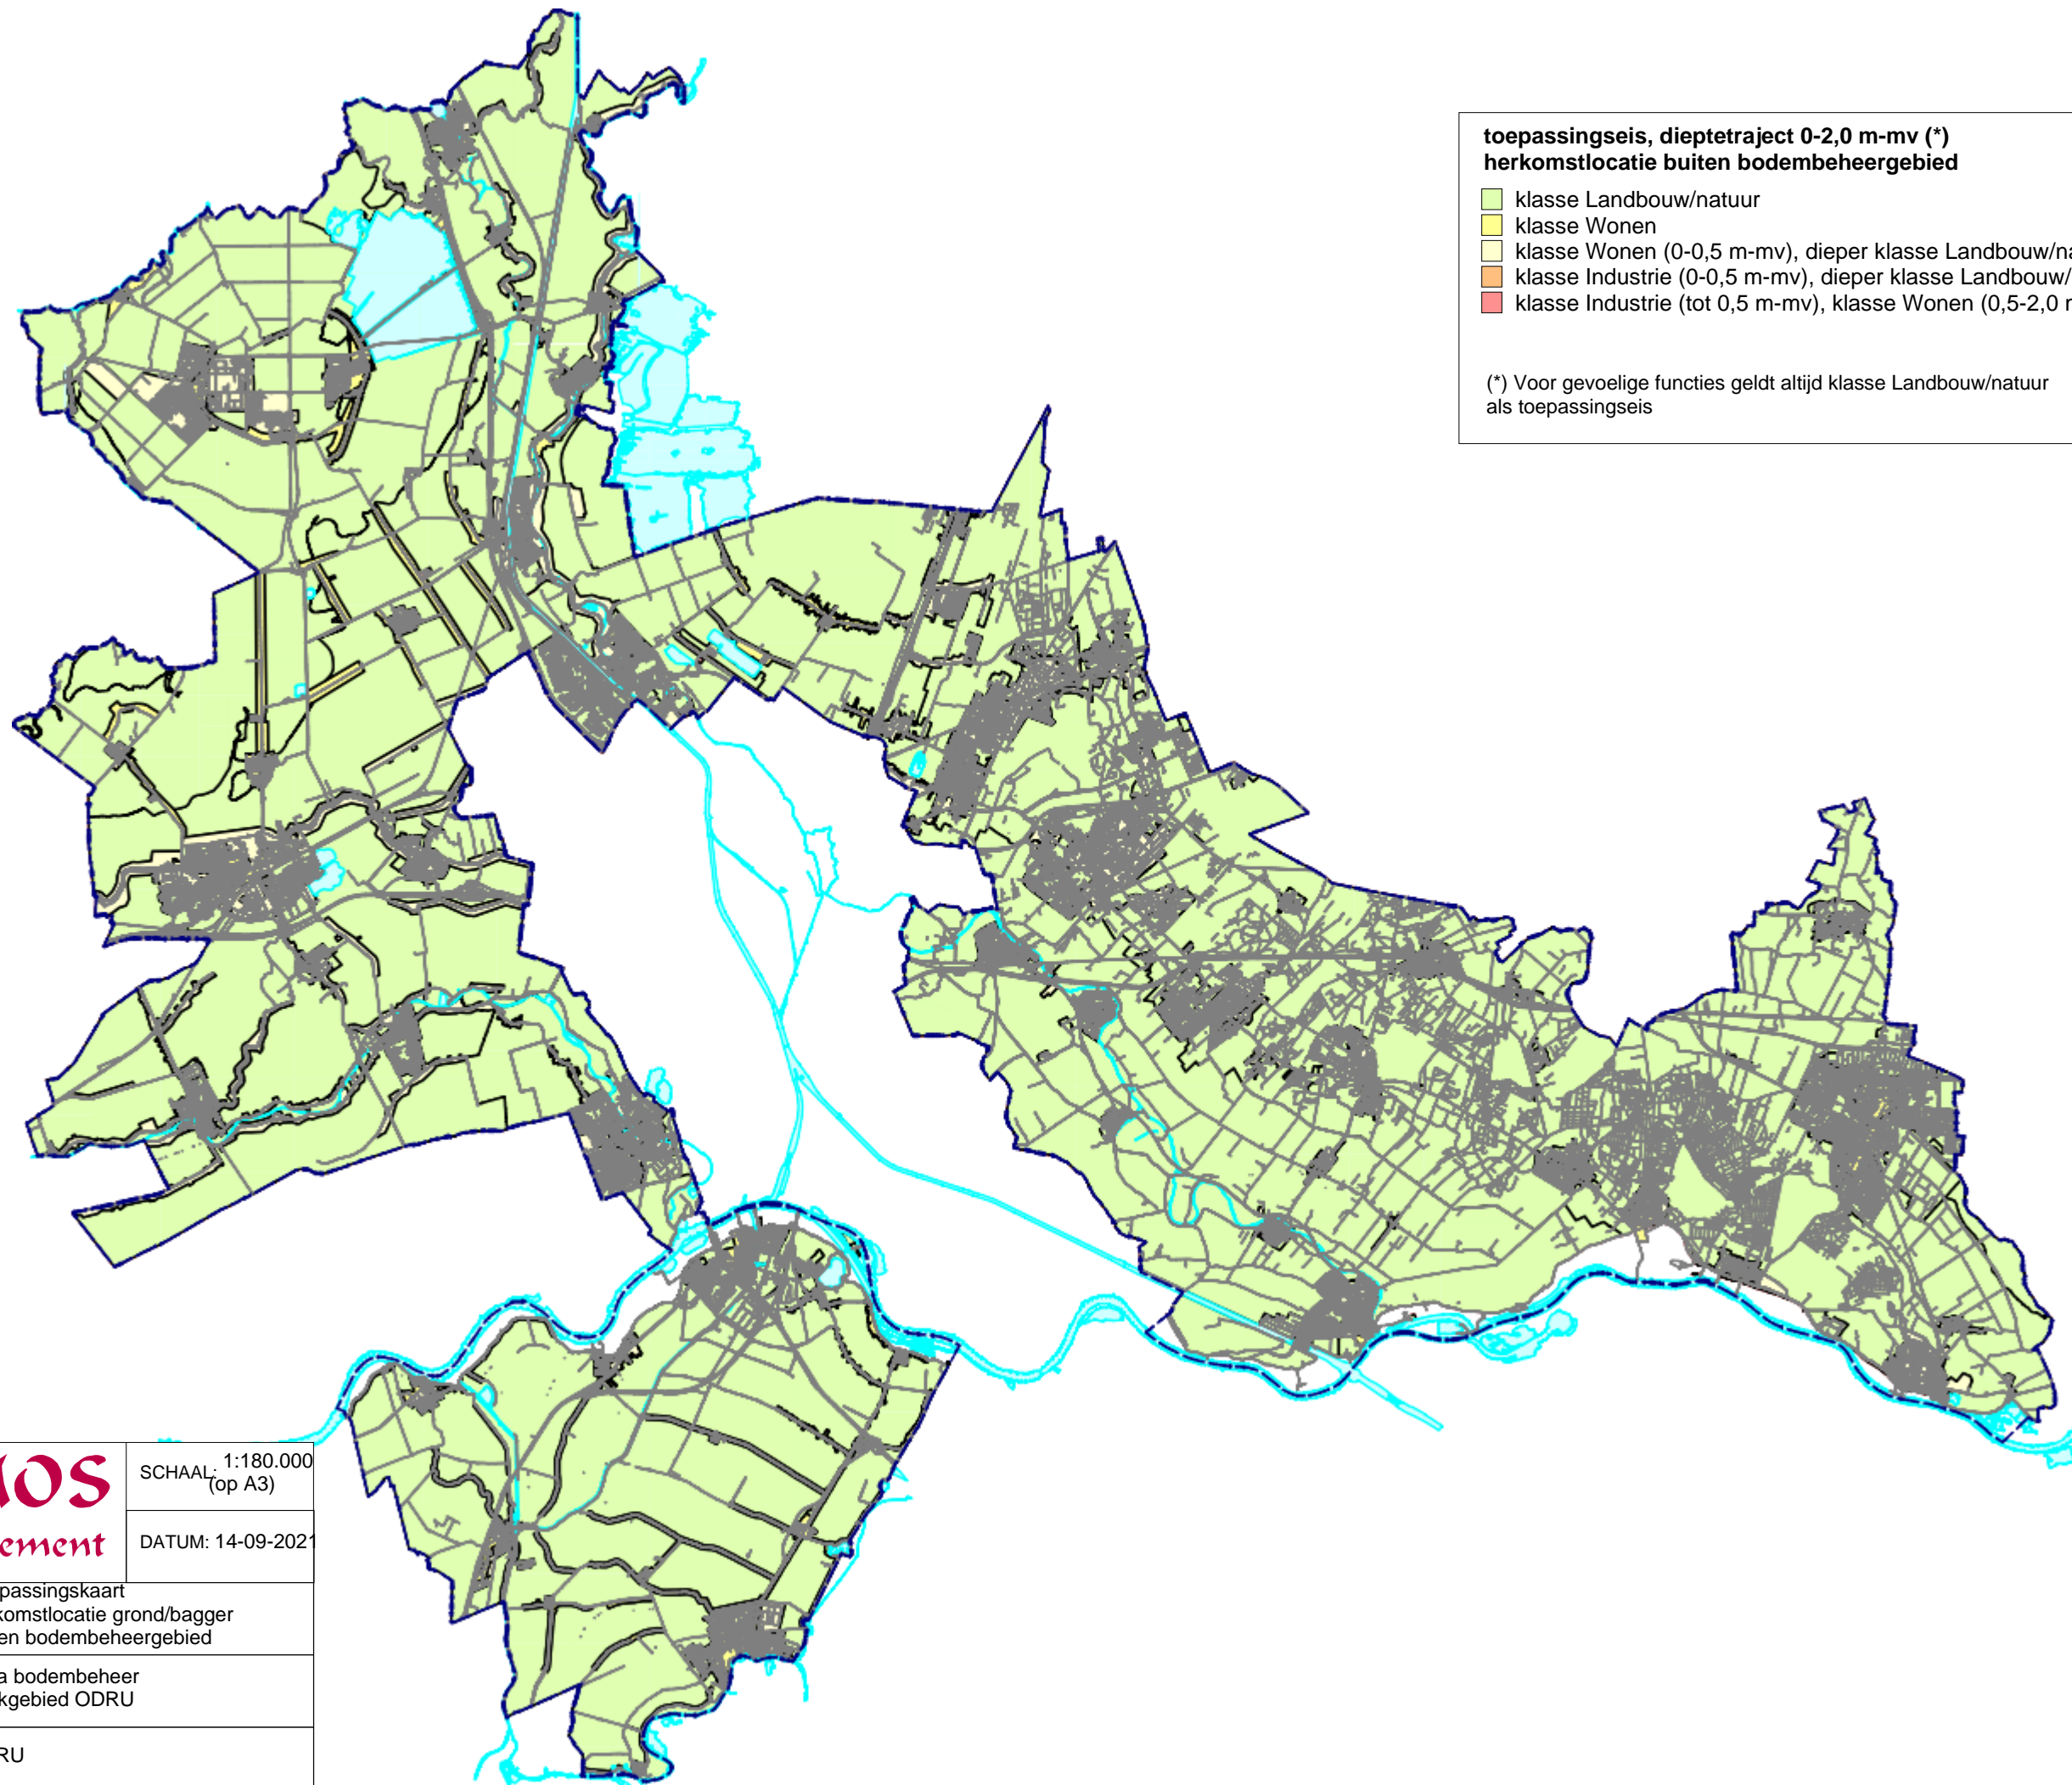 toepassingseis, dieptetraject 0-2,0 m-mv (*)
herkomstlocatie buiten bodembeheergebied
klasse Landbouw/natuur
klasse Wonen
klasse Wonen (0-0,5 m-mv), dieper klasse Landbouw/na
klasse Industrie (0-0,5 m-mv), dieper klasse Landbouw/
klasse Industrie (tot 0,5 m-mv), klasse Wonen (0,5-2,0 m
(*) Voor gevoelige functies geldt altijd klasse Landbouw/natuur
als toepassingseis
MOS
ement
SCHAAL: 1:180.000
(op A3)
DATUM: 14-09-2021
passingskaart
komstlocatie grond/bagger
en bodembeheergebied
a bodembeheer
kgebied ODRU
RU